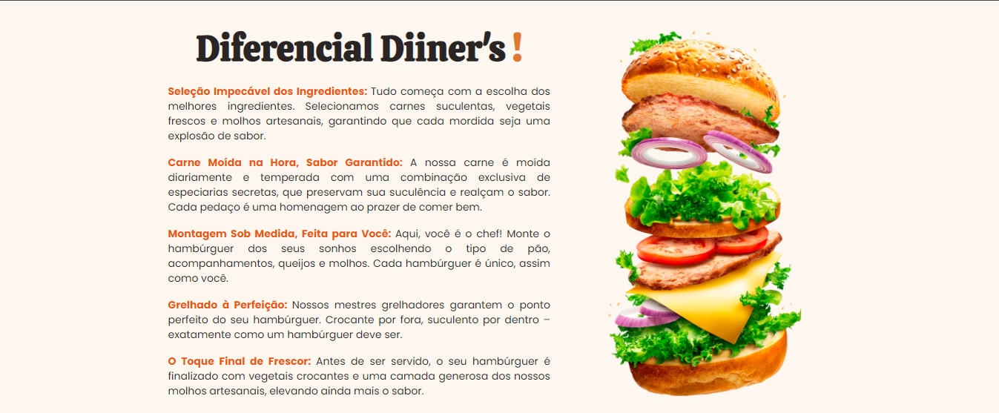 Diferencial Diiner's !
Seleção Impecável dos Ingredientes: Tudo começa com a escolha dos
melhores ingredientes. Selecionamos carnes suculentas, vegetais
frescos e molhos artesanais, garantindo que cada mordida seja uma
explosão de sabor.
Carne Moída na Hora, Sabor Garantido: A nossa carne é moída
diariamente e temperada com uma combinação exclusiva de
especiarias secretas, que preservam sua suculência e realçam o sabor.
Cada pedaço é uma homenagem ao prazer de comer bem.
Montagem Sob Medida, Feita para Você: Aqui, você é o chef! Monte o
hambúrguer dos seus sonhos escolhendo o tipo de pão,
acompanhamentos, queijos e molhos. Cada hambúrguer é único, assim
como você.
Grelhado à Perfeição: Nossos mestres grelhadores garantem o ponto
perfeito do seu hambúrguer. Crocante por fora, suculento por dentro –
exatamente como um hambúrguer deve ser.
O Toque Final de Frescor: Antes de ser servido, o seu hambúrguer é
finalizado com vegetais crocantes e uma camada generosa dos nossos
molhos artesanais, elevando ainda mais o sabor.